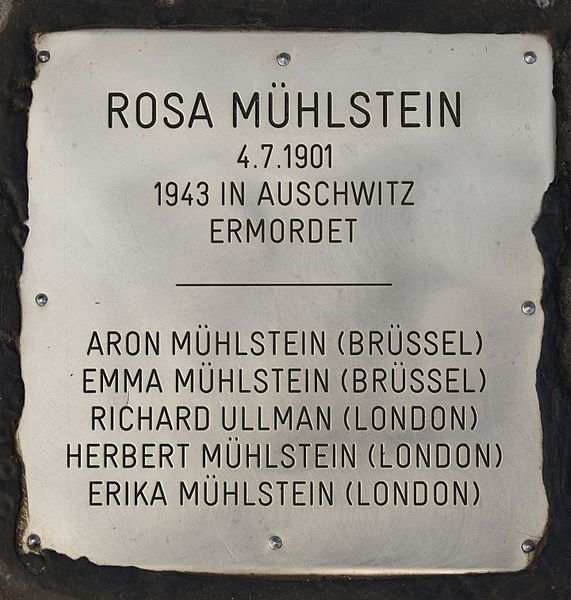 ROSA MÜHLSTEIN
4.7.1901
1943 IN AUSCHWITZ
ERMORDET
ARON MÜHLSTEIN (BRÜSSEL)
EMMA MÜHLSTEIN (BRÜSSEL)
RICHARD ULLMAN (LONDON)
HERBERT MÜHLSTEIN (LONDON)
ERIKA MÜHLSTEIN (LONDON)